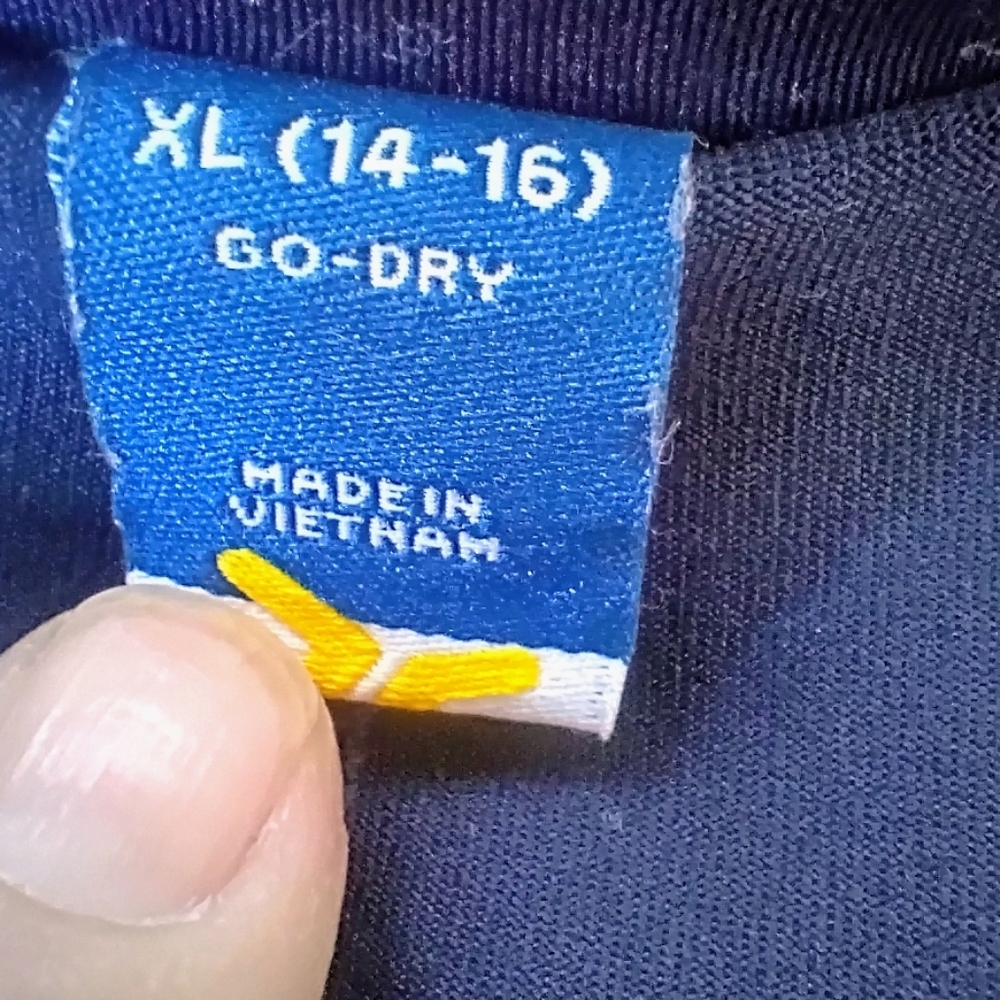 XL (14-16)
GO-DRY
MADE IN
VIETNAM